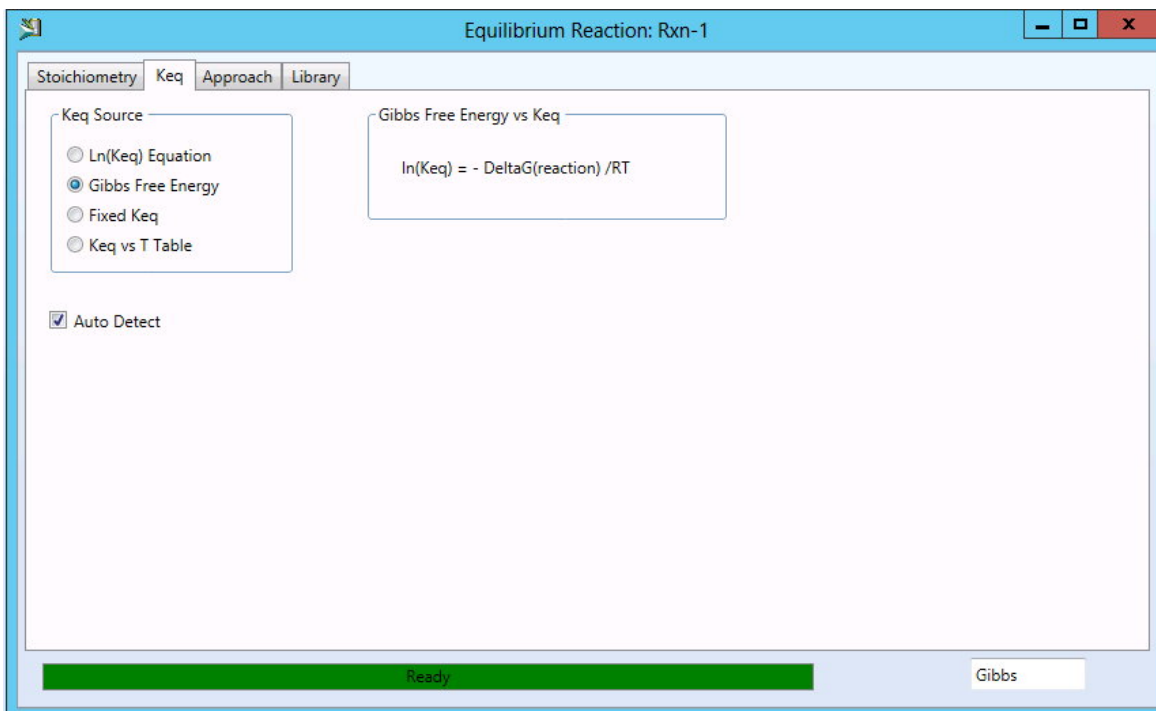 Equilibrium Reaction: Rxn-1
Stoichiometry Keq Approach Library
Keq Source
Ln(Keq) Equation
Gibbs Free Energy
Fixed Keq
Keq vs T Table
Gibbs Free Energy vs Keq
ln(Keq) = - DeltaG(reaction) /RT
Auto Detect
Ready
Gibbs